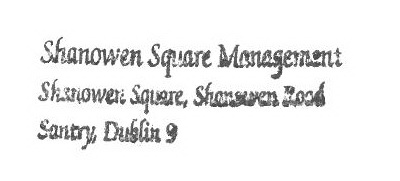 Shanowen Square Management
Shanowen Square, Shanowen Road
Santry, Dublin 9